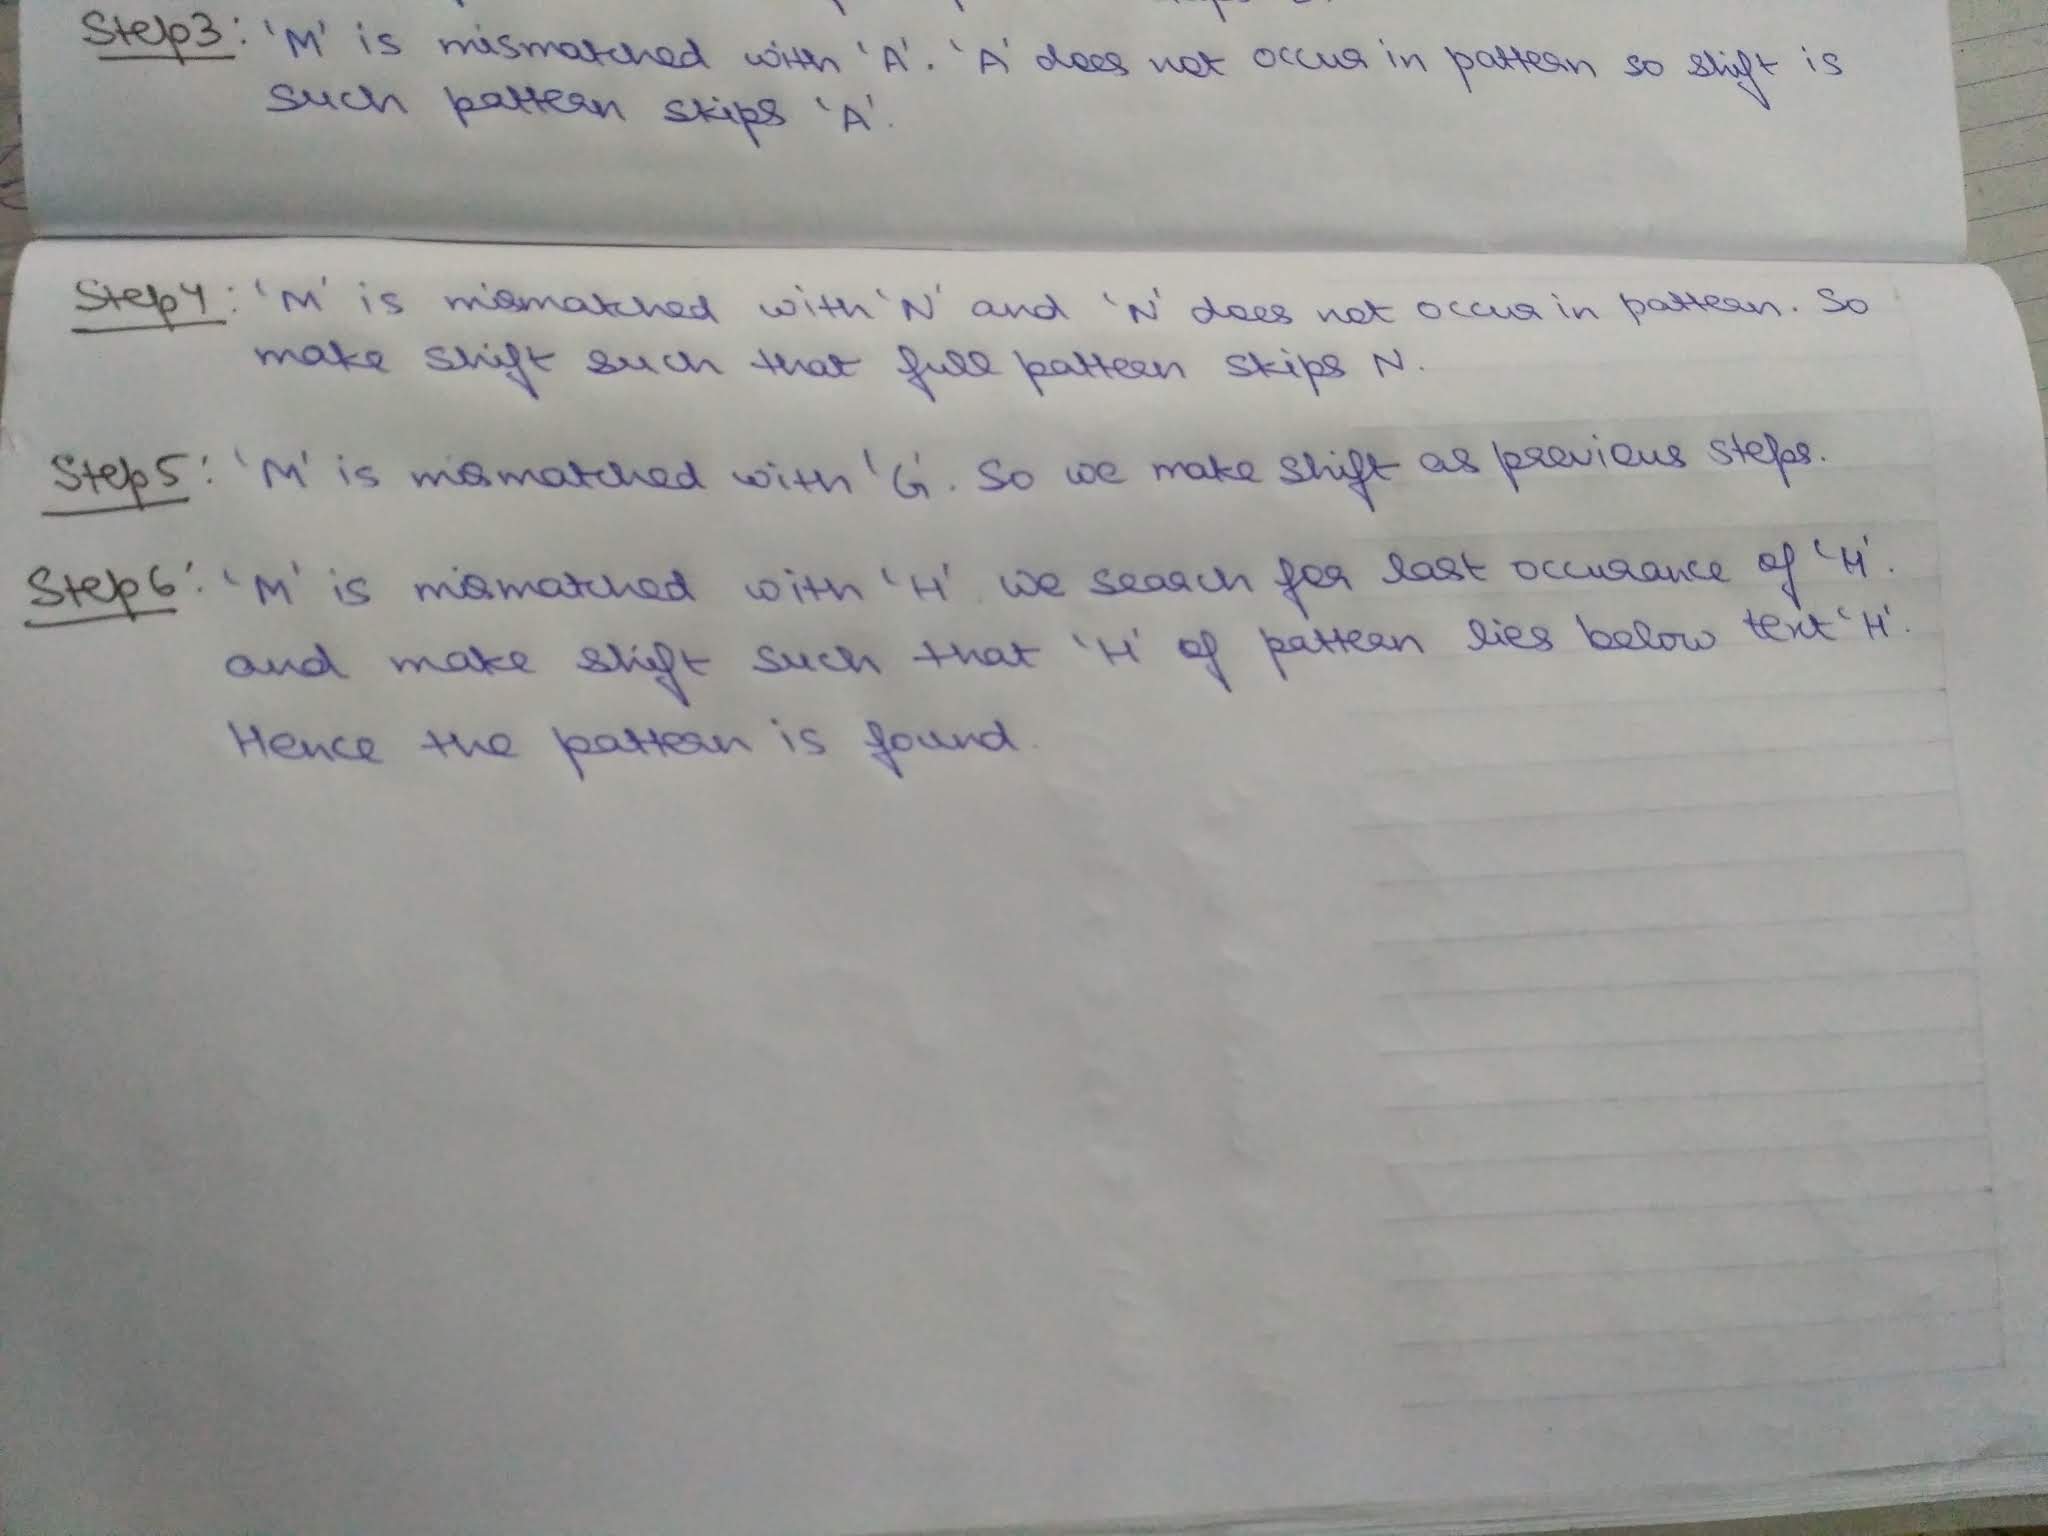 Step3: 'M' is mismatched with 'A'. 'A' does not occur in pattern so shift is
such pattern skips 'A'.
Step4: 'M' is mismatched with 'N' and 'N' does not occur in pattern. So
make shift such that full pattern skips N.
Step5: 'M' is mismatched with 'G'. So we make shift as previous steps.
Step6: 'M' is mismatched with 'H'. we search for last occurance of 'H'.
and make shift such that 'H' of pattern lies below text 'H'.
Hence the pattern is found.